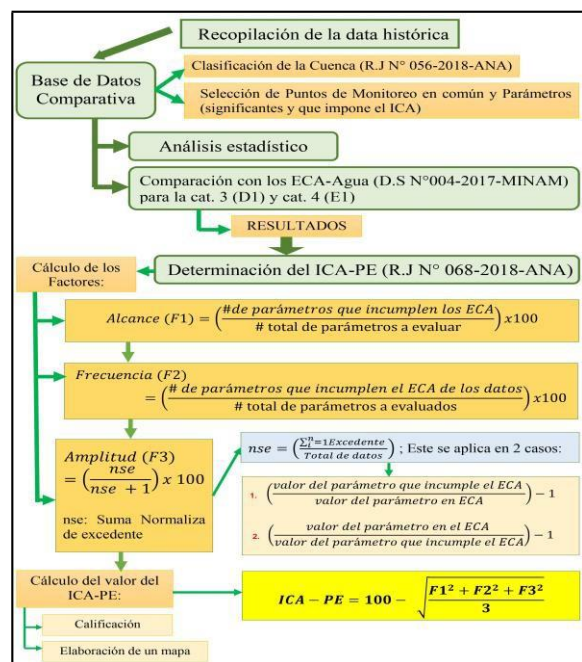 Recopilación de la data histórica
Base de Datos
Comparativa
Clasificación de la Cuenca (R.J N° 056-2018-ANA)
Selección de Puntos de Monitoreo en común y Parámetros
(significantes y que impone el ICA)
Análisis estadístico
Comparación con los ECA-Agua (D.S N°004-2017-MINAM)
para la cat. 3 (D1) y cat. 4 (E1)
RESULTADOS
Cálculo de los
Factores:
Determinación del ICA-PE (R.J N° 068-2018-ANA)
Alcance (F1) = (#de parámetros que incumplen los ECA / # total de parámetros a evaluar) x100
Frecuencia (F2)
= (# de parámetros que incumplen el ECA de los datos / # total de parámetros a evaluados) x100
Amplitud (F3)
= (nse / nse + 1) x 100
nse: Suma Normaliza
de excedente
nse = (∑ⁿᵢ=1Excedente / Total de datos) ; Este se aplica en 2 casos:
1. (valor del parámetro que incumple el ECA / valor del parámetro en ECA) − 1
2. (valor del parámetro en el ECA / valor del parámetro que incumple el ECA) − 1
Cálculo del valor del
ICA-PE:
ICA − PE = 100 − √(F1² + F2² + F3² / 3)
Calificación
Elaboración de un mapa